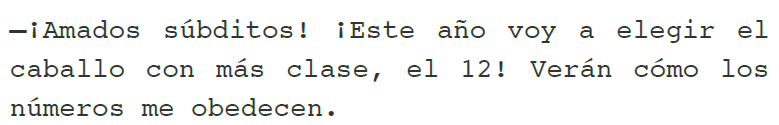 —¡Amados súbditos! ¡Este año voy a elegir el
caballo con más clase, el 12! Verán cómo los
números me obedecen.